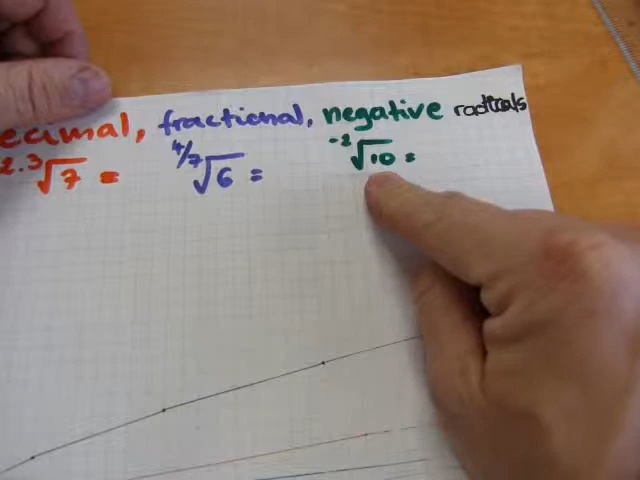 ecimal, fractional, negative radicals
2.3√7 = 4/7√6 = -2√10 =